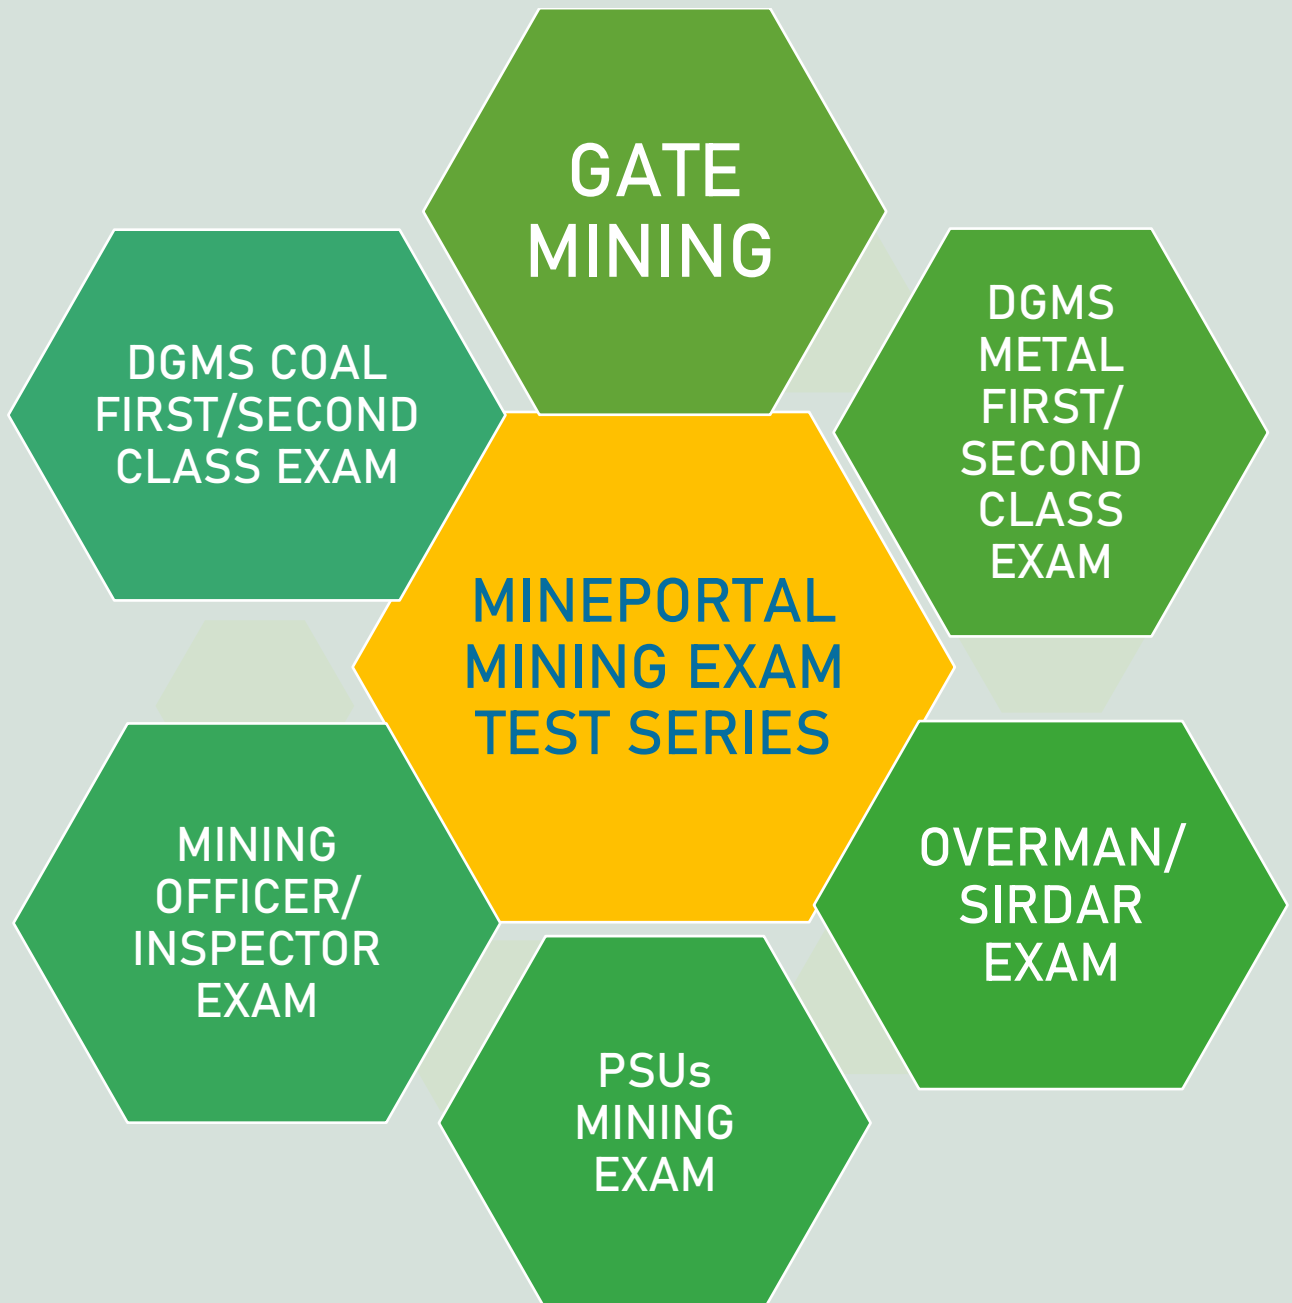 GATE
MINING
DGMS COAL
FIRST/SECOND
CLASS EXAM
DGMS
METAL
FIRST/
SECOND
CLASS
EXAM
MINEPORTAL
MINING EXAM
TEST SERIES
MINING
OFFICER/
INSPECTOR
EXAM
OVERMAN/
SIRDAR
EXAM
PSUs
MINING
EXAM